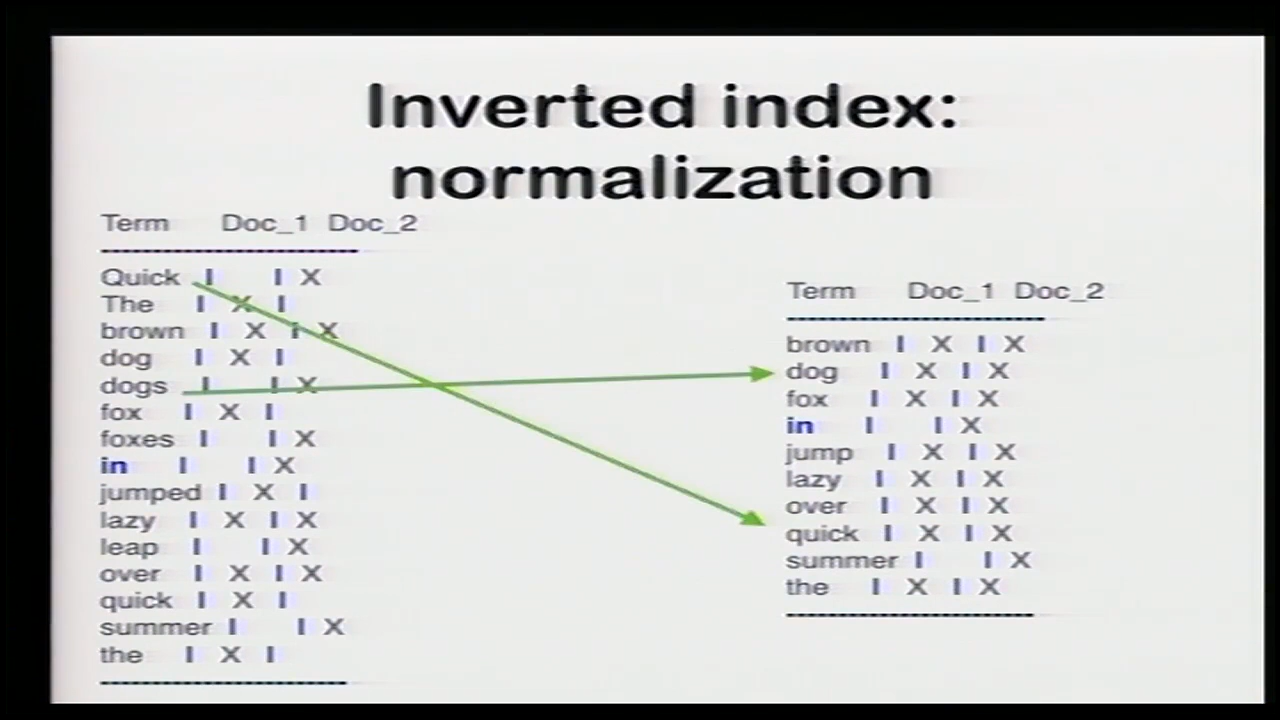 Inverted index:
normalization
Term Doc_1 Doc_2
Quick | | X
The | X |
brown | X | X
dog | X |
dogs | | X
fox | X |
foxes | | X
in | | X
jumped | X |
lazy | X | X
leap | | X
over | X | X
quick | X |
summer | | X
the | X |
Term Doc_1 Doc_2
brown | X | X
dog | X | X
fox | X | X
in | | X
jump | X | X
lazy | X | X
over | X | X
quick | X | X
summer | | X
the | X | X